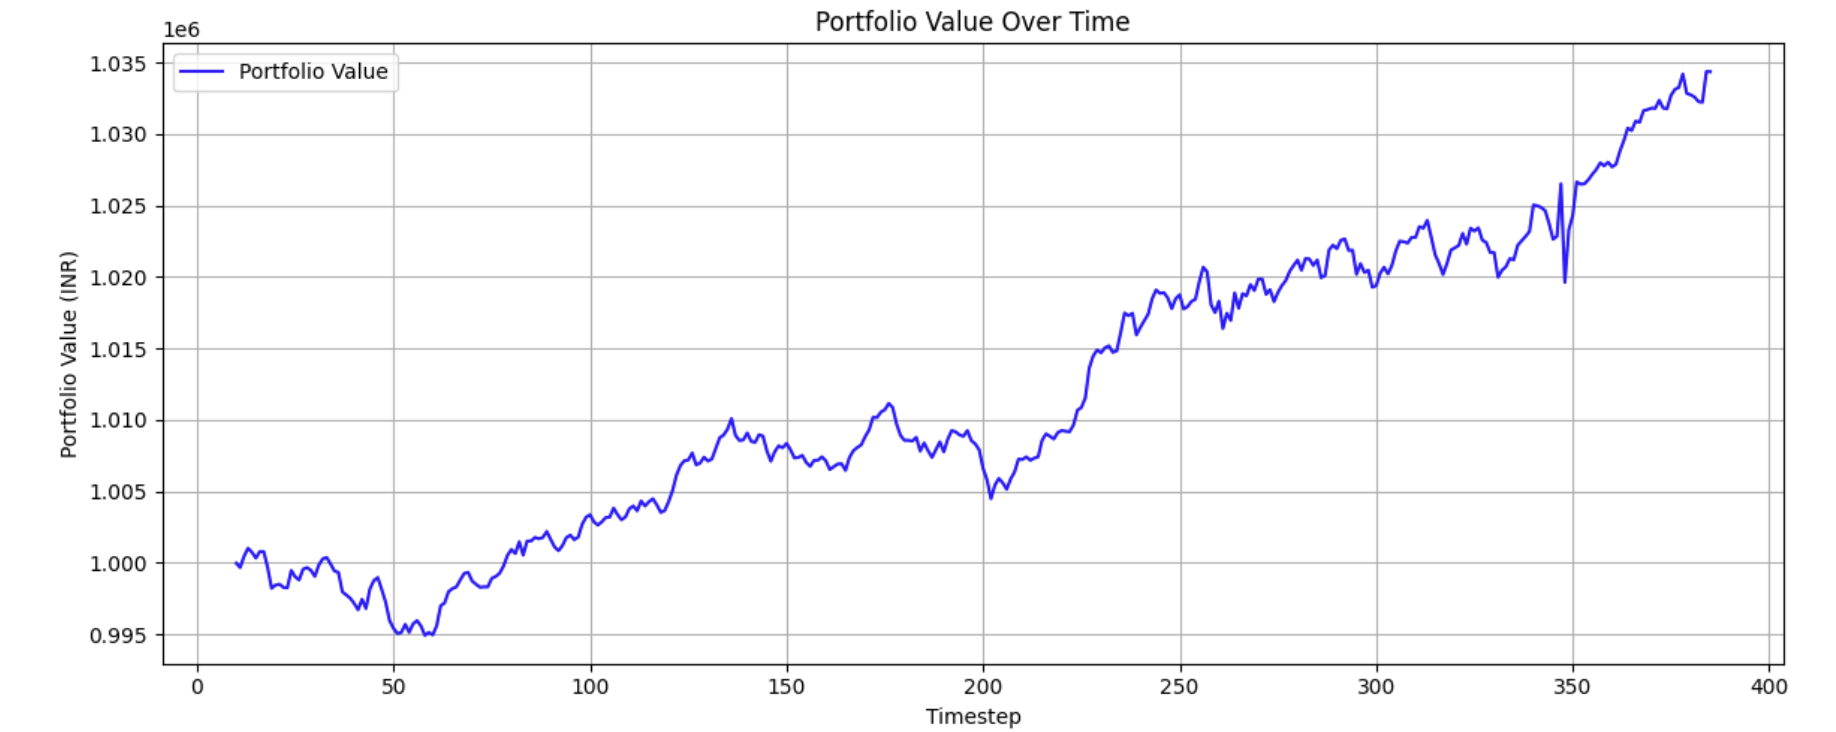 Portfolio Value Over Time
1e6
Portfolio Value
1.035
1.030
1.025
1.020
1.015
1.010
1.005
1.000
0.995
Portfolio Value (INR)
0 50 100 150 200 250 300 350 400
Timestep